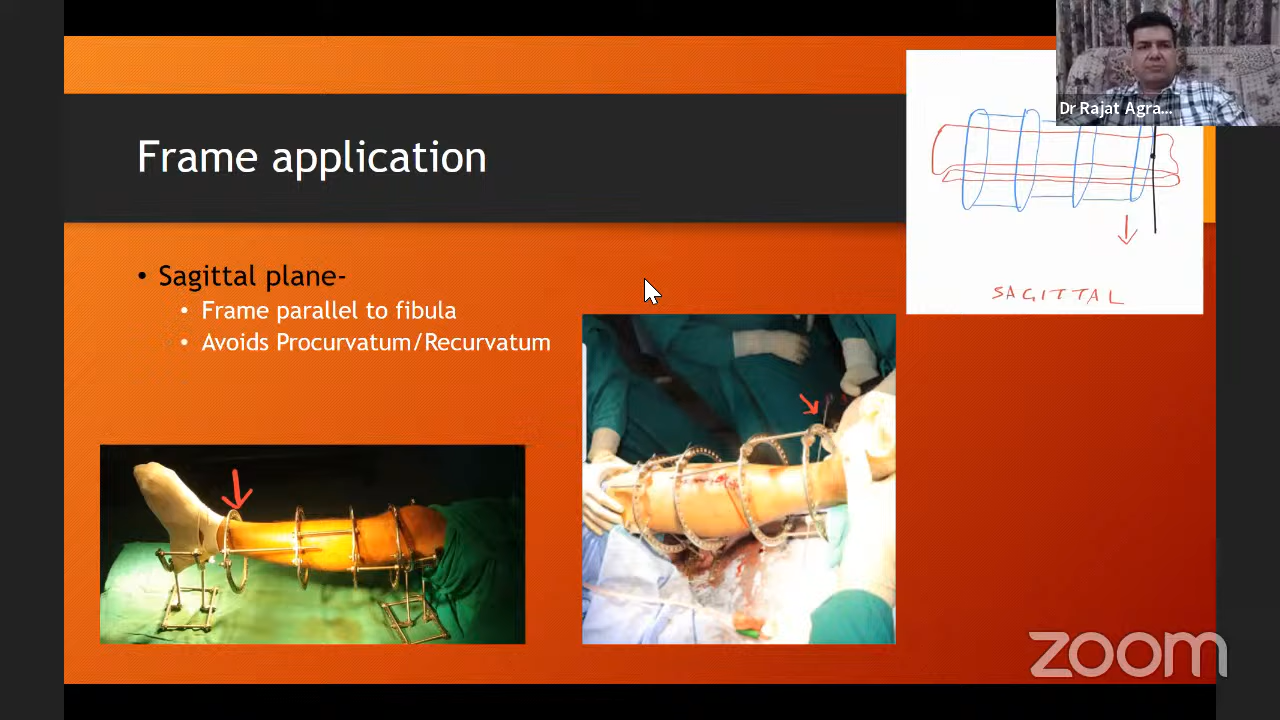 Dr Rajat Agra...
Frame application
• Sagittal plane-
• Frame parallel to fibula
• Avoids Procurvatum/Recurvatum
SAGITTAL
zoom